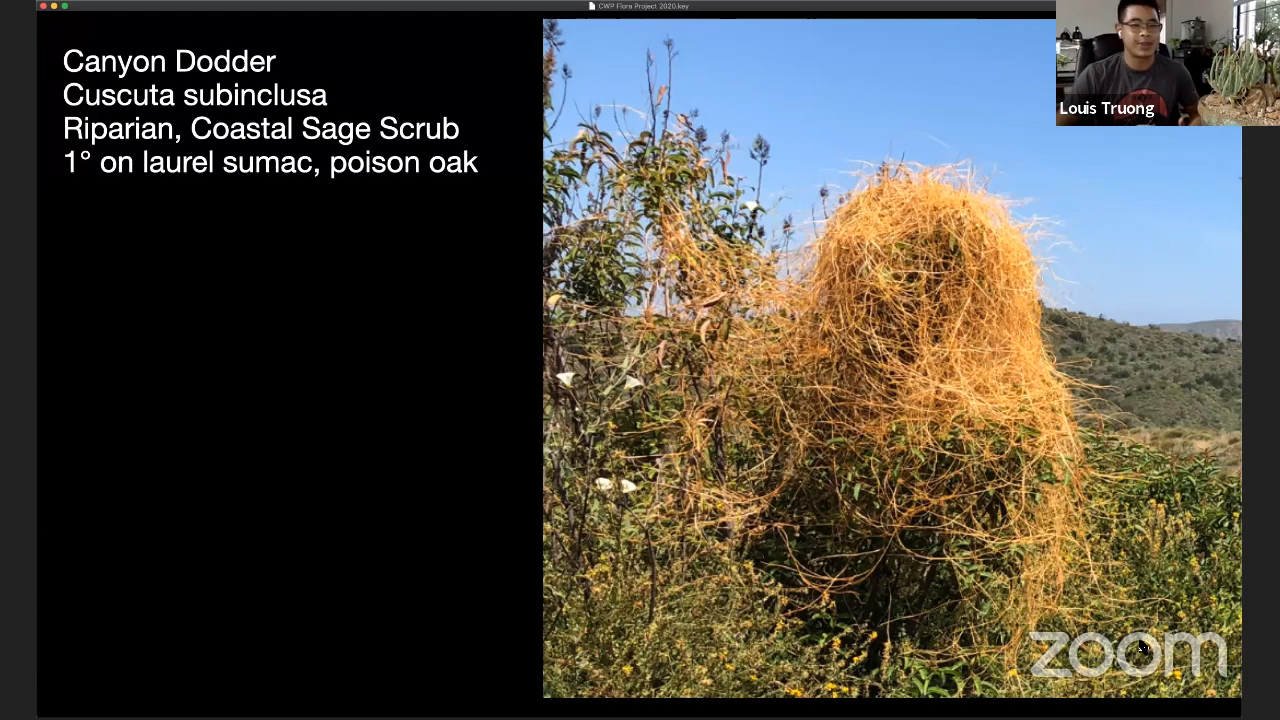 CWP Flora Project 2020.key
Canyon Dodder
Cuscuta subinclusa
Riparian, Coastal Sage Scrub
1° on laurel sumac, poison oak
Louis Truong
zoom